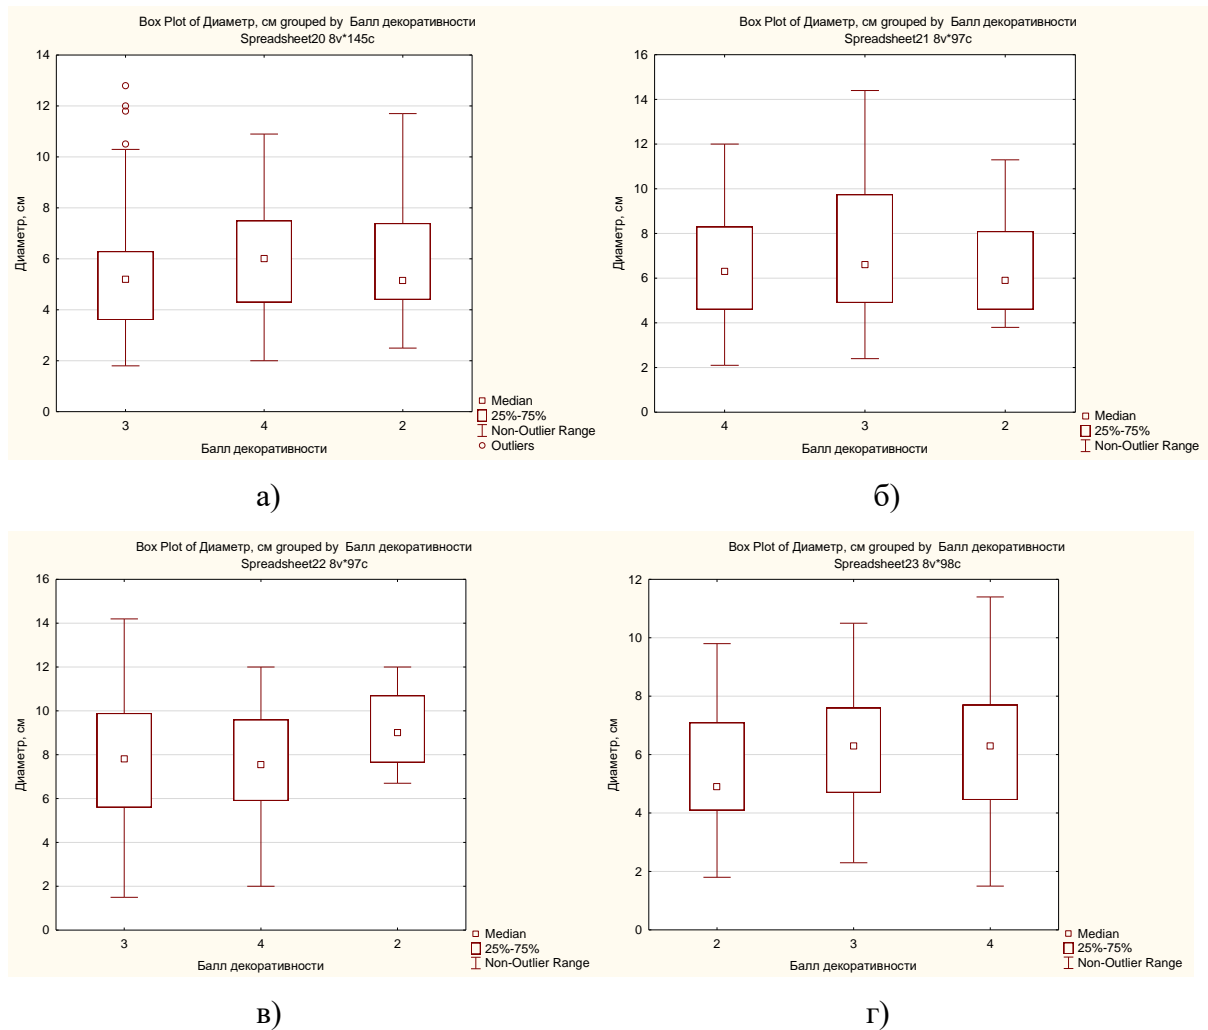 Box Plot of Диаметр, см grouped by Балл декоративности
Spreadsheet20 8v*145c
14
12
10
8
6
4
2
0
Диаметр, см
3 4 2
Балл декоративности
Median
25%-75%
Non-Outlier Range
Outliers
а)
Box Plot of Диаметр, см grouped by Балл декоративности
Spreadsheet21 8v*97c
16
14
12
10
8
6
4
2
0
Диаметр, см
4 3 2
Балл декоративности
Median
25%-75%
Non-Outlier Range
б)
Box Plot of Диаметр, см grouped by Балл декоративности
Spreadsheet22 8v*97c
16
14
12
10
8
6
4
2
0
Диаметр, см
3 4 2
Балл декоративности
Median
25%-75%
Non-Outlier Range
в)
Box Plot of Диаметр, см grouped by Балл декоративности
Spreadsheet23 8v*98c
12
10
8
6
4
2
0
Диаметр, см
2 3 4
Балл декоративности
Median
25%-75%
Non-Outlier Range
г)